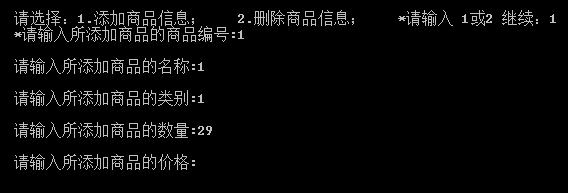 请选择：1.添加商品信息； 2.删除商品信息； *请输入 1或2 继续：1
*请输入所添加商品的商品编号:1
请输入所添加商品的名称:1
请输入所添加商品的类别:1
请输入所添加商品的数量:29
请输入所添加商品的价格: